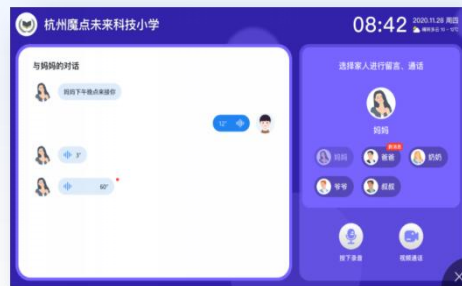 杭州魔点未来科技小学
08:42
2020.11.28 周四
与妈妈的对话
妈妈下午晚点来接你
12"
3"
60"
选择家人进行留言、通话
妈妈
妈妈
爸爸
奶奶
爷爷
叔叔
按下录音
视频通话